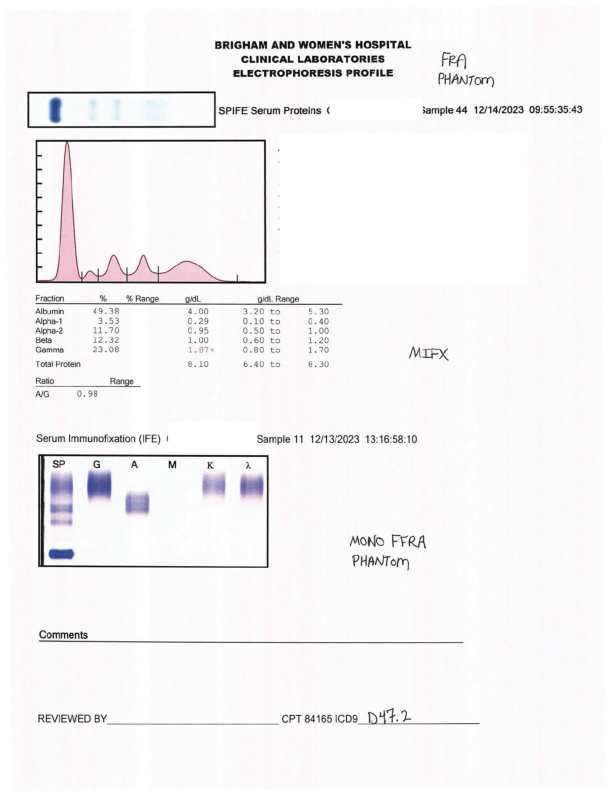 BRIGHAM AND WOMEN'S HOSPITAL
CLINICAL LABORATORIES
ELECTROPHORESIS PROFILE
FRA
PHANTOM
SPIFE Serum Proteins ( Sample 44 12/14/2023 09:55:35:43
Fraction % % Range g/dL g/dL Range
Albumin 49.38 4.00 3.20 to 5.30
Alpha-1 3.53 0.29 0.10 to 0.40
Alpha-2 11.70 0.95 0.50 to 1.00
Beta 12.32 1.00 0.60 to 1.20
Gamma 23.08 1.87+ 0.80 to 1.70
Total Protein 8.10 6.40 to 8.30
MIFX
Ratio Range
A/G 0.98
Serum Immunofixation (IFE) ( Sample 11 12/13/2023 13:16:58:10
SP G A M K λ
MONO FFRA
PHANTOM
Comments
REVIEWED BY CPT 84165 ICD9 D47.2